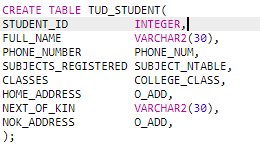 CREATE TABLE TUD_STUDENT(
STUDENT_ID INTEGER,
FULL_NAME VARCHAR2(30),
PHONE_NUMBER PHONE_NUM,
SUBJECTS_REGISTERED SUBJECT_NTABLE,
CLASSES COLLEGE_CLASS,
HOME_ADDRESS O_ADD,
NEXT_OF_KIN VARCHAR2(30),
NOK_ADDRESS O_ADD,
);